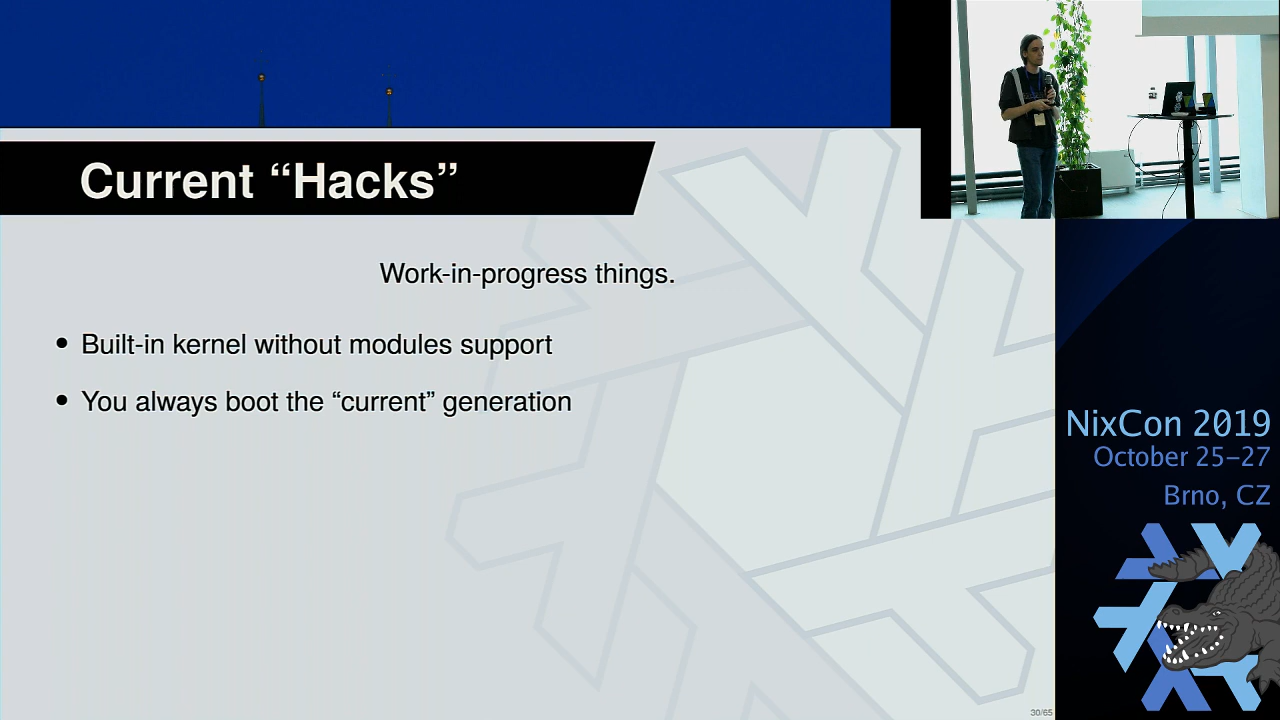 Current “Hacks”
Work-in-progress things.
• Built-in kernel without modules support
• You always boot the “current” generation
30/65
NixCon 2019
October 25–27
Brno, CZ